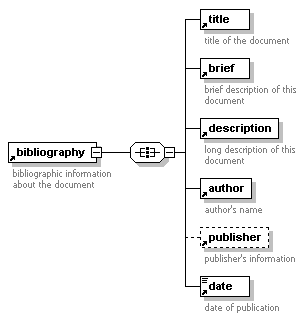 title
title of the document
brief
brief description of this
document
description
long description of this
document
bibliography
bibliographic information
about the document
author
author's name
publisher
publisher's information
date
date of publication